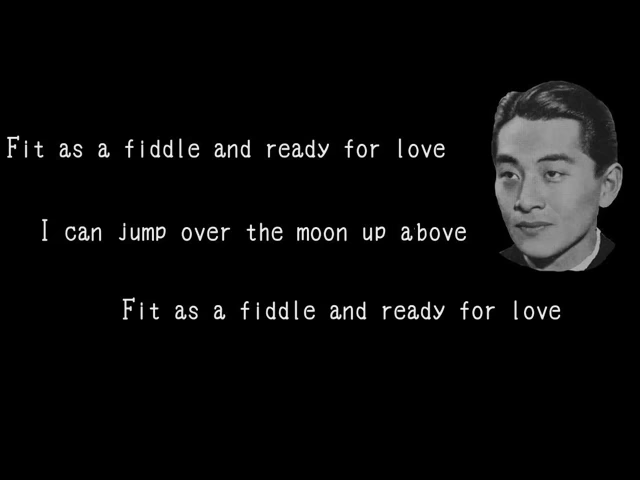 Fit as a fiddle and ready for love
I can jump over the moon up above
Fit as a fiddle and ready for love